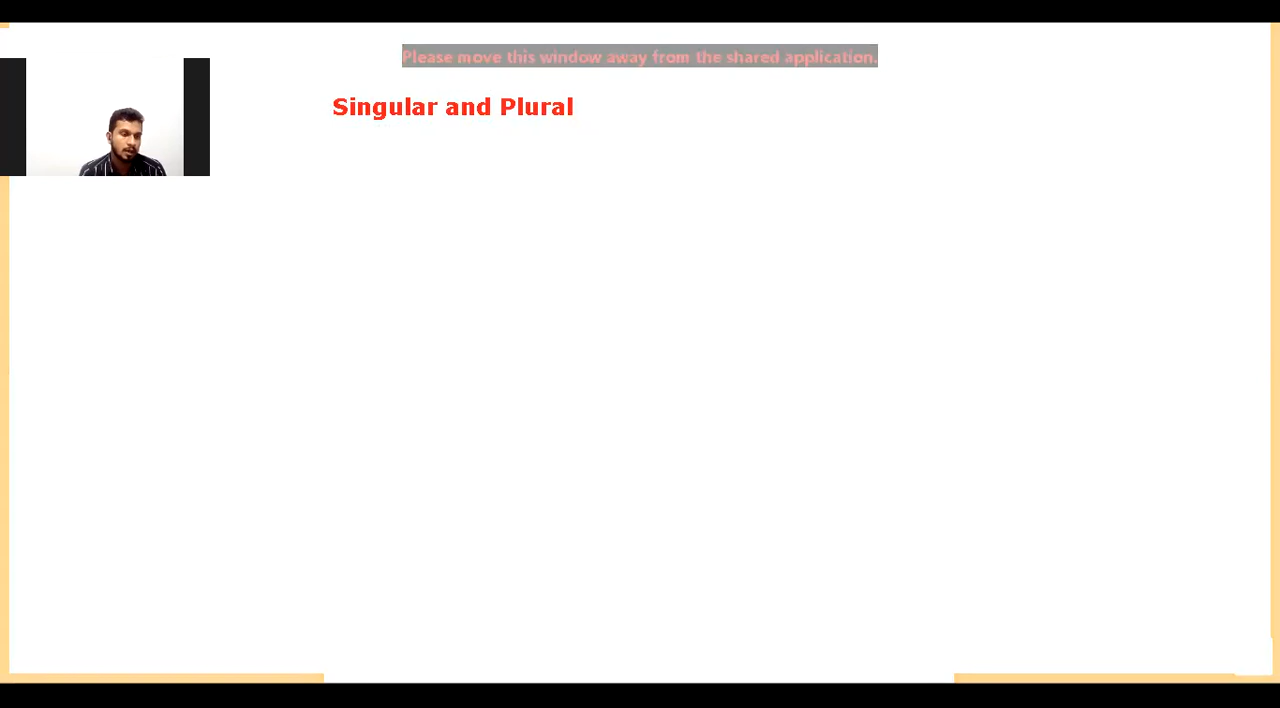 Please move this window away from the shared application.
Singular and Plural